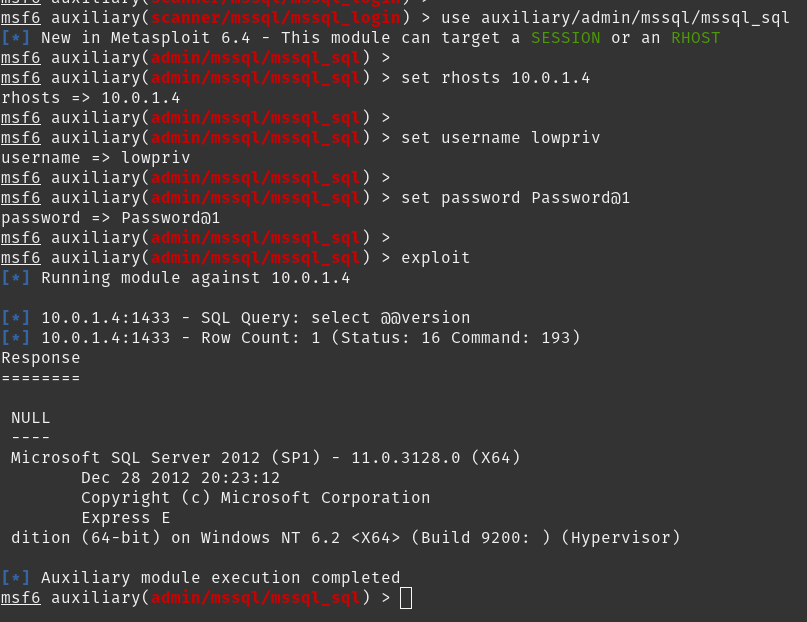 msf6 auxiliary(scanner/mssql/mssql_login) >
msf6 auxiliary(scanner/mssql/mssql_login) > use auxiliary/admin/mssql/mssql_sql
[*] New in Metasploit 6.4 - This module can target a SESSION or an RHOST
msf6 auxiliary(admin/mssql/mssql_sql) >
msf6 auxiliary(admin/mssql/mssql_sql) > set rhosts 10.0.1.4
rhosts => 10.0.1.4
msf6 auxiliary(admin/mssql/mssql_sql) >
msf6 auxiliary(admin/mssql/mssql_sql) > set username lowpriv
username => lowpriv
msf6 auxiliary(admin/mssql/mssql_sql) >
msf6 auxiliary(admin/mssql/mssql_sql) > set password Password@1
password => Password@1
msf6 auxiliary(admin/mssql/mssql_sql) >
msf6 auxiliary(admin/mssql/mssql_sql) > exploit
[*] Running module against 10.0.1.4
[*] 10.0.1.4:1433 - SQL Query: select @@version
[*] 10.0.1.4:1433 - Row Count: 1 (Status: 16 Command: 193)
Response
========
NULL
----
Microsoft SQL Server 2012 (SP1) - 11.0.3128.0 (X64)
Dec 28 2012 20:23:12
Copyright (c) Microsoft Corporation
Express E
dition (64-bit) on Windows NT 6.2 <X64> (Build 9200: ) (Hypervisor)
[*] Auxiliary module execution completed
msf6 auxiliary(admin/mssql/mssql_sql) >